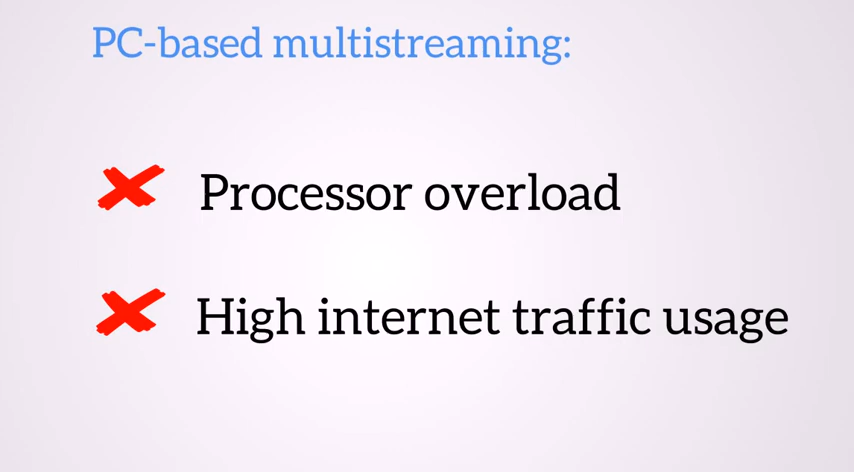 PC-based multistreaming:
Processor overload
High internet traffic usage